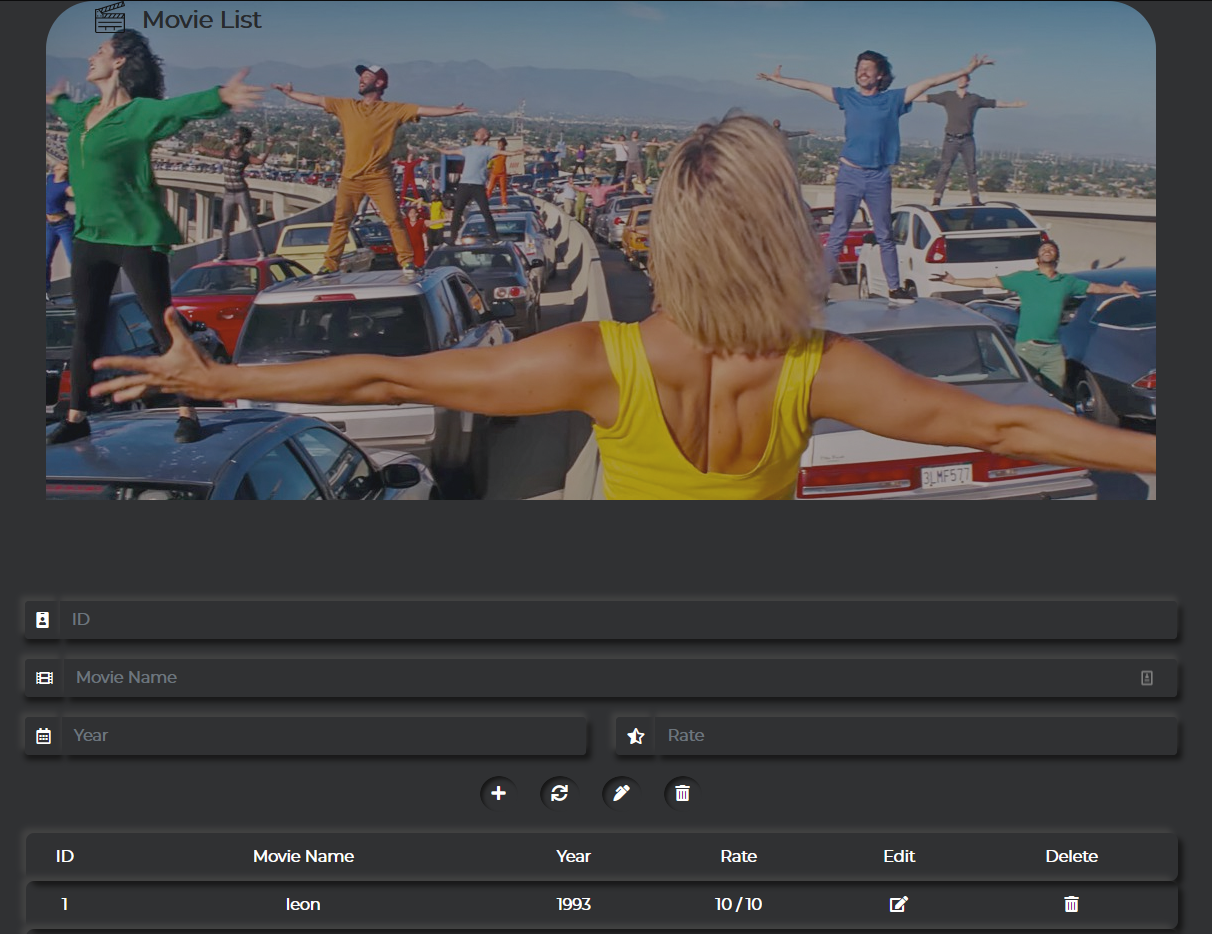 Movie List
3LMF577
ID
Movie Name
Year Rate
ID Movie Name Year Rate Edit Delete
1 leon 1993 10 / 10